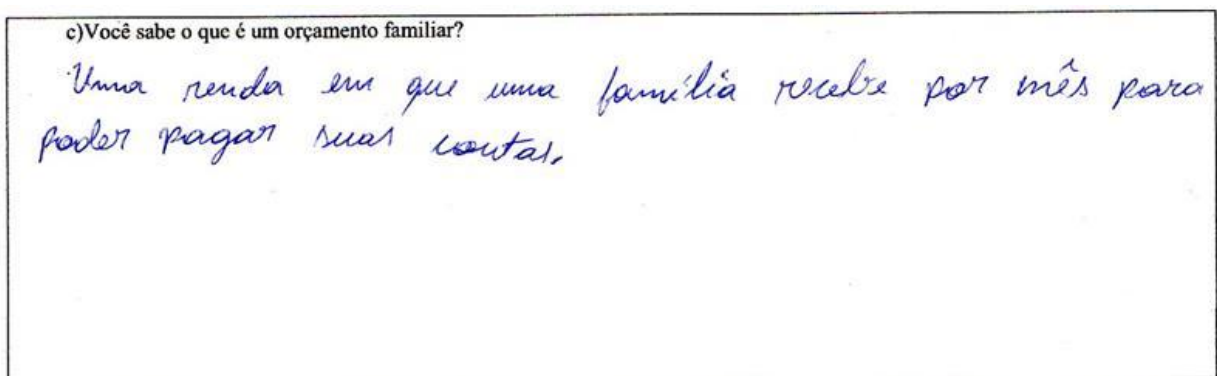 c)Você sabe o que é um orçamento familiar?
Uma renda em que uma família recebe por mês para
poder pagar suas contas.